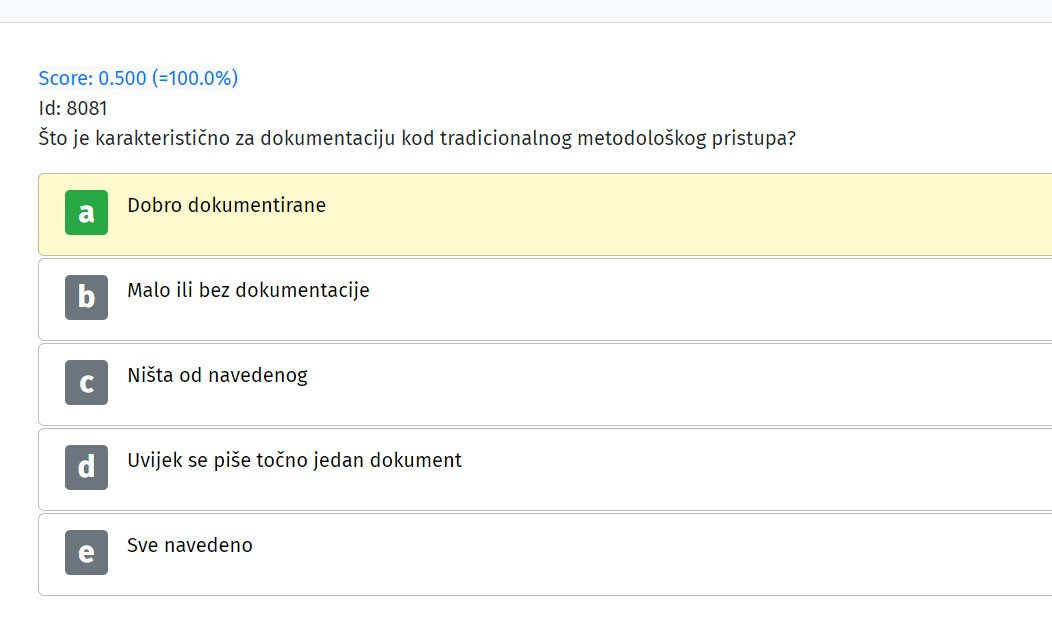 Score: 0.500 (=100.0%)
Id: 8081
Što je karakteristično za dokumentaciju kod tradicionalnog metodološkog pristupa?
a Dobro dokumentirane
b Malo ili bez dokumentacije
c Ništa od navedenog
d Uvijek se piše točno jedan dokument
e Sve navedeno